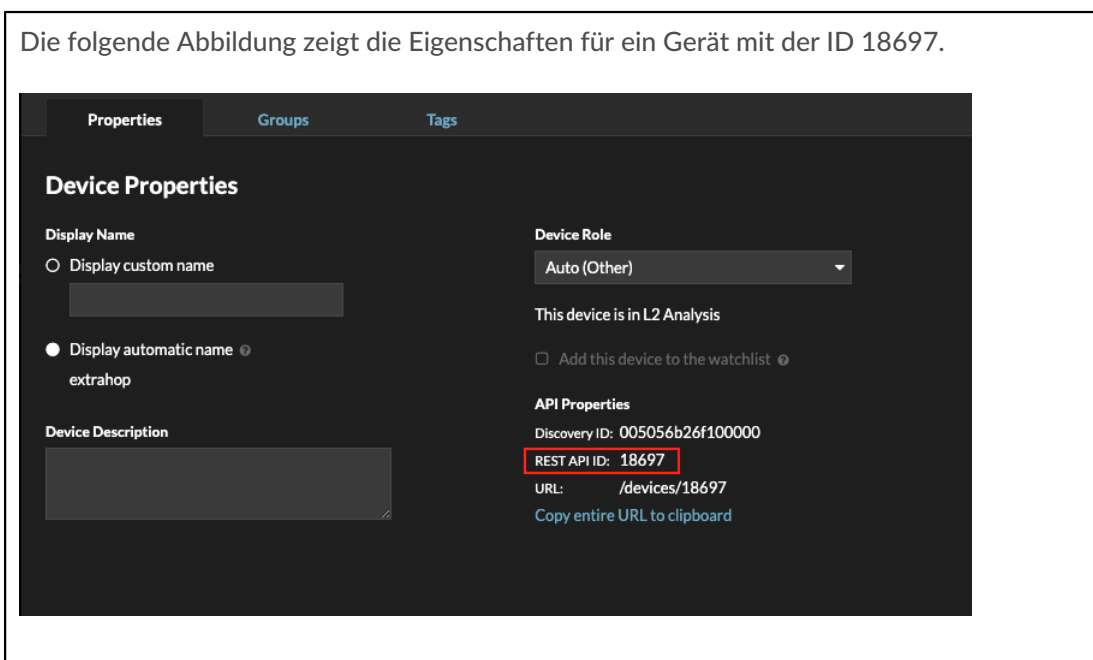 Die folgende Abbildung zeigt die Eigenschaften für ein Gerät mit der ID 18697.
Properties Groups Tags
Device Properties
Display Name
Display custom name
Display automatic name
extrahop
Device Description
Device Role
Auto (Other)
This device is in L2 Analysis
Add this device to the watchlist
API Properties
Discovery ID: 005056b26f100000
REST API ID: 18697
URL: /devices/18697
Copy entire URL to clipboard